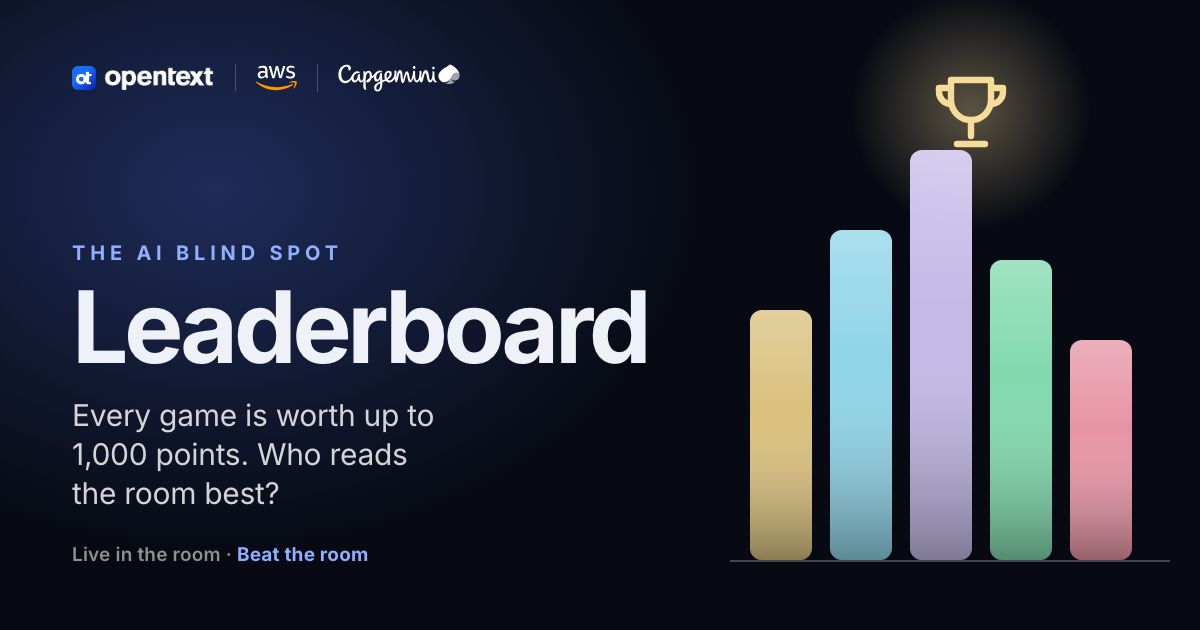 opentext
aws
Capgemini
THE AI BLIND SPOT
Leaderboard
Every game is worth up to
1,000 points. Who reads
the room best?
Live in the room · Beat the room